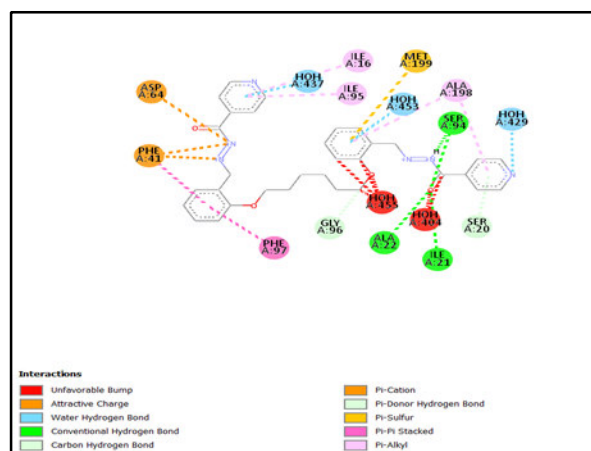 ILE
A:16
MET
A:199
HOH
A:437
ASP
A:64
ILE
A:95
HOH
A:453
ALA
A:198
SER
A:94
HOH
A:429
N
O
N
N
PHE
A:41
N
N
H
N
O
O
HOH
A:455
HOH
A:404
GLY
A:96
SER
A:20
PHE
A:97
ALA
A:22
ILE
A:21
Interactions
Unfavorable Bump
Attractive Charge
Water Hydrogen Bond
Conventional Hydrogen Bond
Carbon Hydrogen Bond
Pi-Cation
Pi-Donor Hydrogen Bond
Pi-Sulfur
Pi-Pi Stacked
Pi-Alkyl